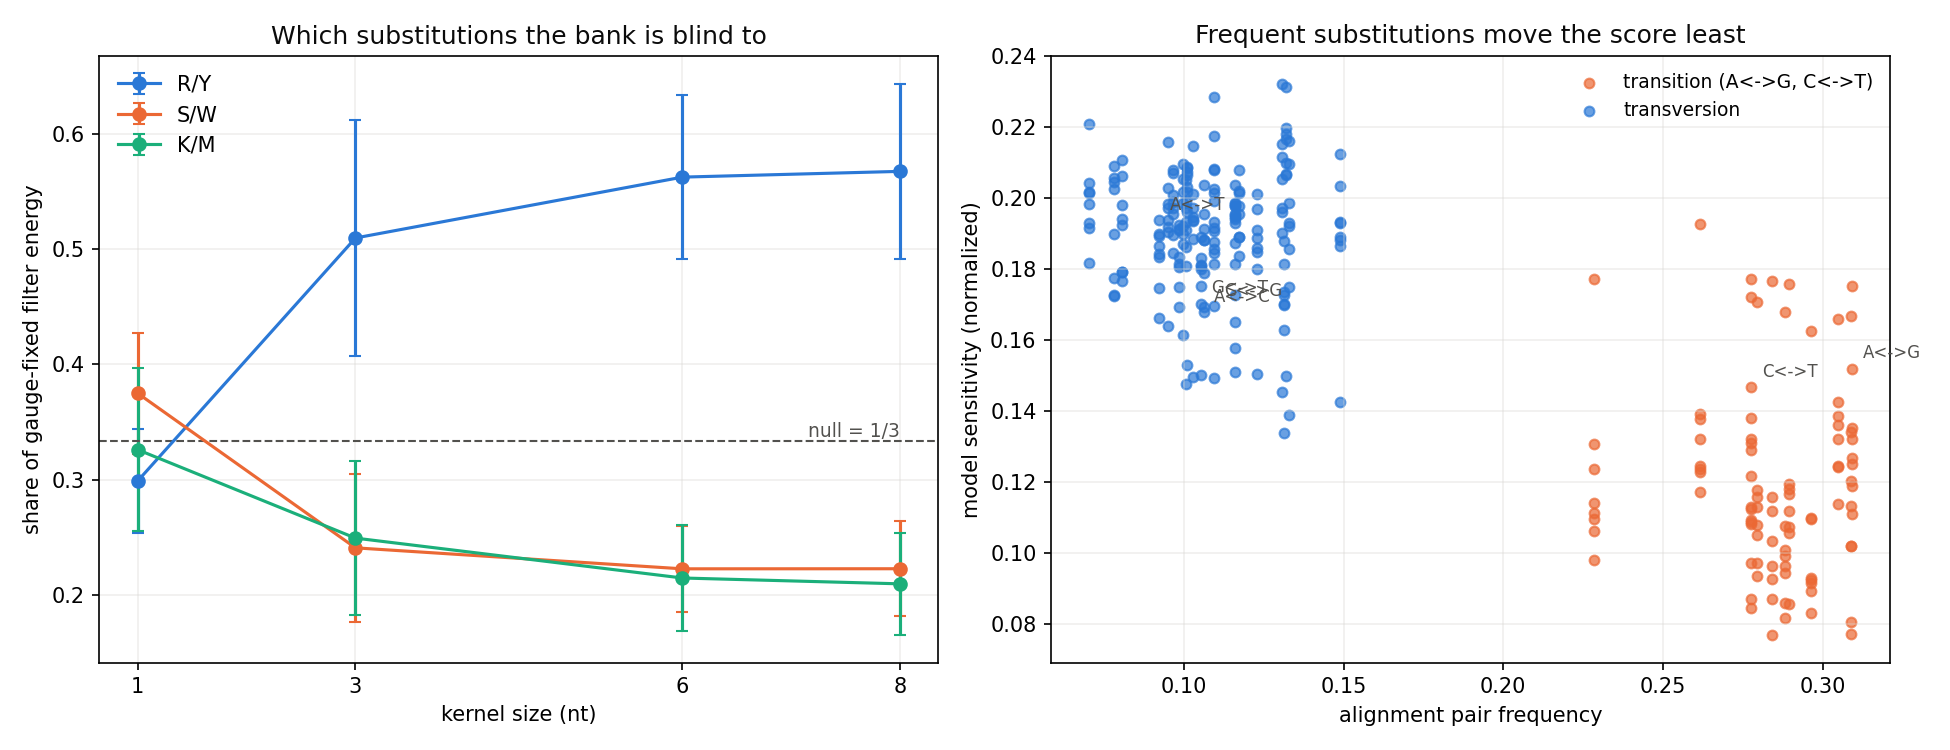 Which substitutions the bank is blind to
R/Y
S/W
K/M
null = 1/3
share of gauge-fixed filter energy
0.6
0.5
0.4
0.3
0.2
1
3
6
8
kernel size (nt)
Frequent substitutions move the score least
transition (A<->G, C<->T)
transversion
A<->T
G<->T
C<->G
A<->C
A<->G
C<->T
model sensitivity (normalized)
0.24
0.22
0.20
0.18
0.16
0.14
0.12
0.10
0.08
0.10
0.15
0.20
0.25
0.30
alignment pair frequency